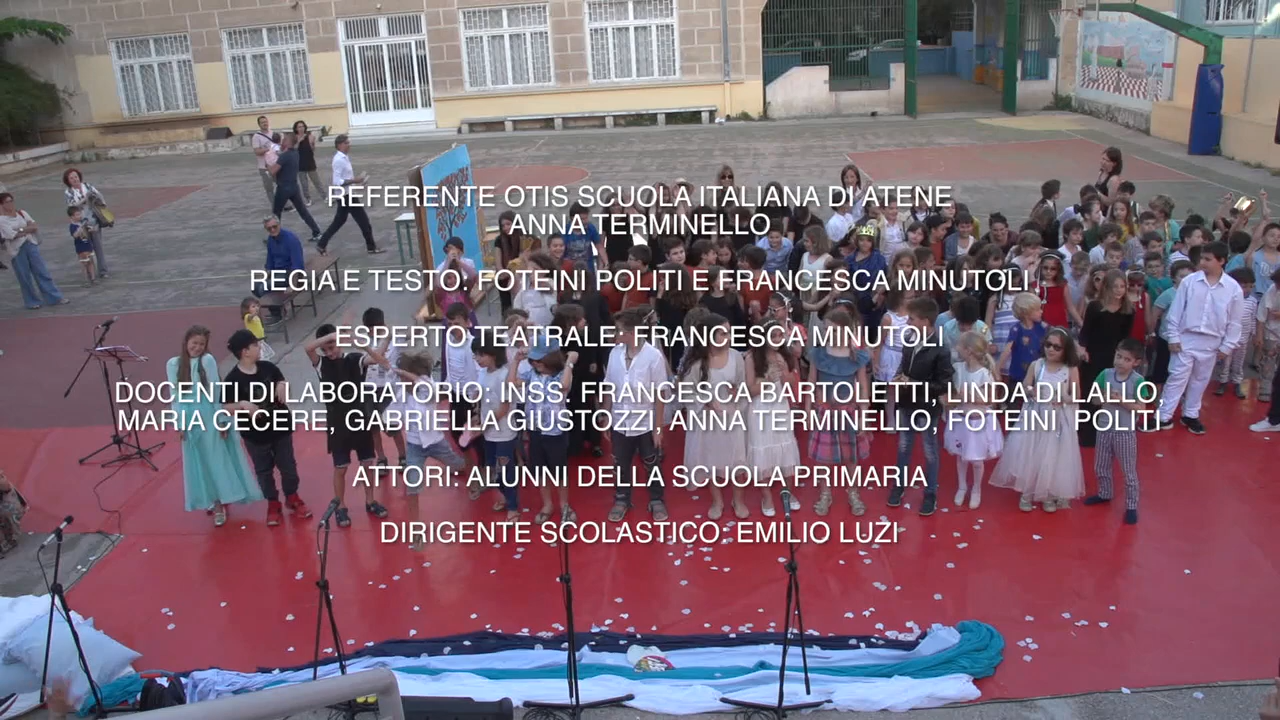 REFERENTE OTIS SCUOLA ITALIANA DI ATENE
ANNA TERMINELLO
REGIA E TESTO: FOTEINI POLITI E FRANCESCA MINUTOLI
ESPERTO TEATRALE: FRANCESCA MINUTOLI
DOCENTI DI LABORATORIO: INSS. FRANCESCA BARTOLETTI, LINDA DI LALLO,
MARIA CECERE, GABRIELLA GIUSTOZZI, ANNA TERMINELLO, FOTEINI POLITI
ATTORI: ALUNNI DELLA SCUOLA PRIMARIA
DIRIGENTE SCOLASTICO: EMILIO LUZI